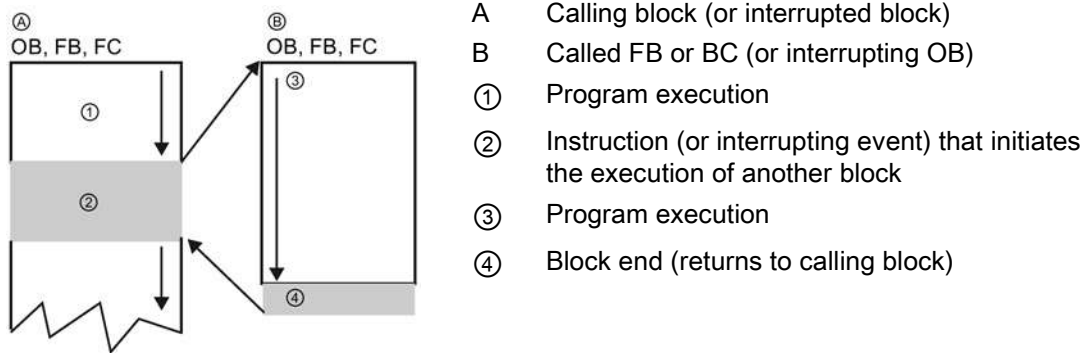 Ⓐ
OB, FB, FC
①
②
Ⓑ
OB, FB, FC
③
④
A Calling block (or interrupted block)
B Called FB or BC (or interrupting OB)
① Program execution
② Instruction (or interrupting event) that initiates
the execution of another block
③ Program execution
④ Block end (returns to calling block)